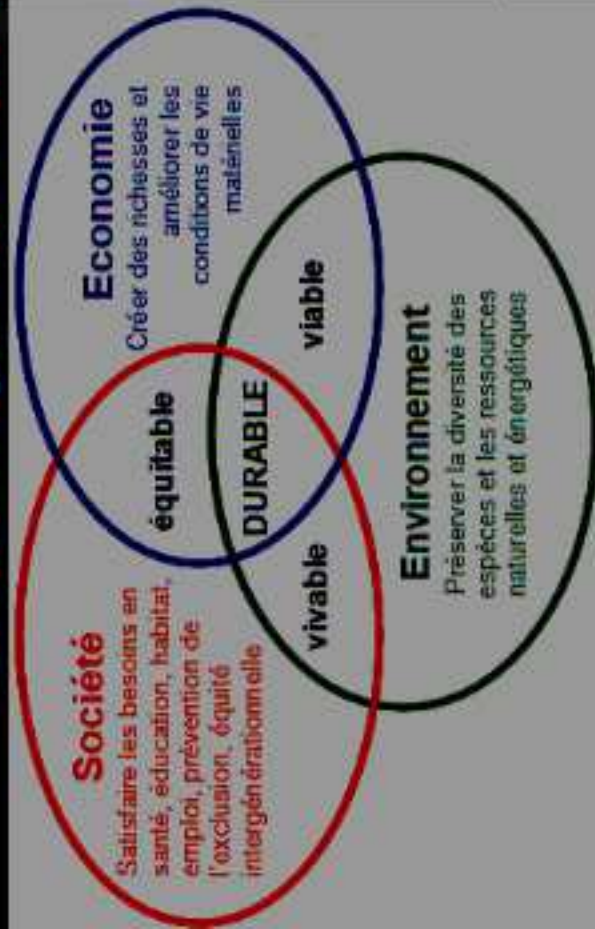 Société
Satisfaire les besoins en
santé, éducation, habitat,
emploi, prévention de
l'exclusion, équité
intergénérationnelle
Economie
Créer des richesses et
améliorer les
conditions de vie
matérielles
équitable
DURABLE
vivable
viable
Environnement
Préserver la diversité des
espèces et les ressources
naturelles et énergétiques